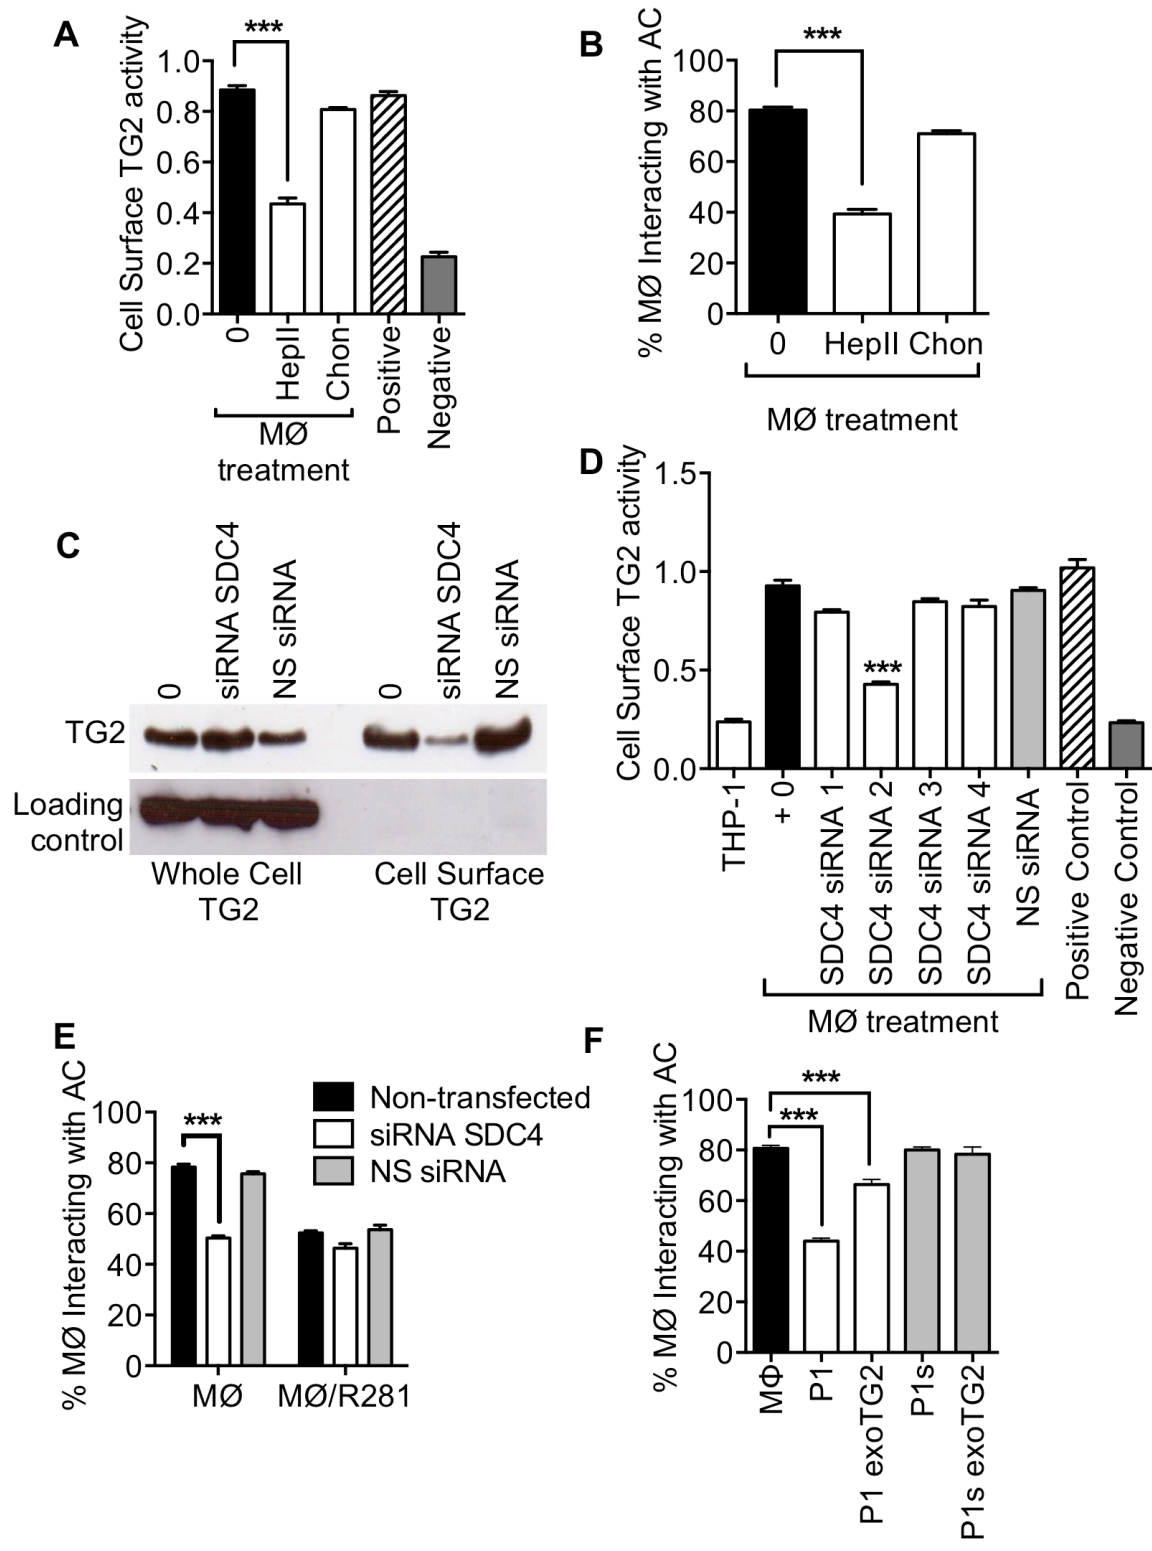 A
***
Cell Surface TG2 activity
1.0
0.8
0.6
0.4
0.2
0.0
0
HepII
Chon
Positive
Negative
MØ
treatment
B
***
% MØ Interacting with AC
100
80
60
40
20
0
0 HepII Chon
MØ treatment
C
0
siRNA SDC4
NS siRNA
0
siRNA SDC4
NS siRNA
TG2
Loading
control
Whole Cell
TG2
Cell Surface
TG2
D
Cell Surface TG2 activity
1.5
1.0
0.5
0.0
***
THP-1
+ 0
SDC4 siRNA 1
SDC4 siRNA 2
SDC4 siRNA 3
SDC4 siRNA 4
NS siRNA
Positive Control
Negative Control
MØ treatment
E
% MØ Interacting with AC
100
80
60
40
20
0
***
Non-transfected
siRNA SDC4
NS siRNA
MØ MØ/R281
F
% MØ Interacting with AC
100
80
60
40
20
0
***
***
MΦ
P1
P1 exoTG2
P1s
P1s exoTG2